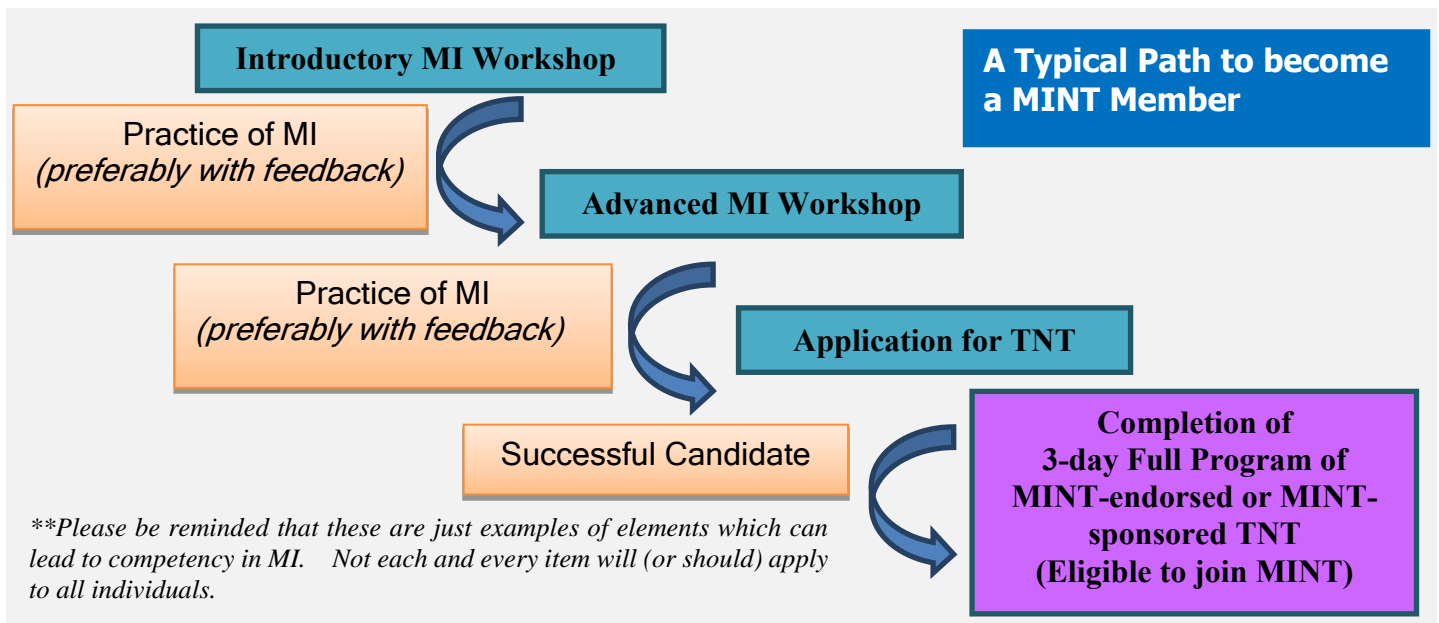 Introductory MI Workshop
A Typical Path to become
a MINT Member
Practice of MI
(preferably with feedback)
Advanced MI Workshop
Practice of MI
(preferably with feedback)
Application for TNT
Successful Candidate
Completion of
3-day Full Program of
MINT-endorsed or MINT-
sponsored TNT
(Eligible to join MINT)
**Please be reminded that these are just examples of elements which can
lead to competency in MI. Not each and every item will (or should) apply
to all individuals.